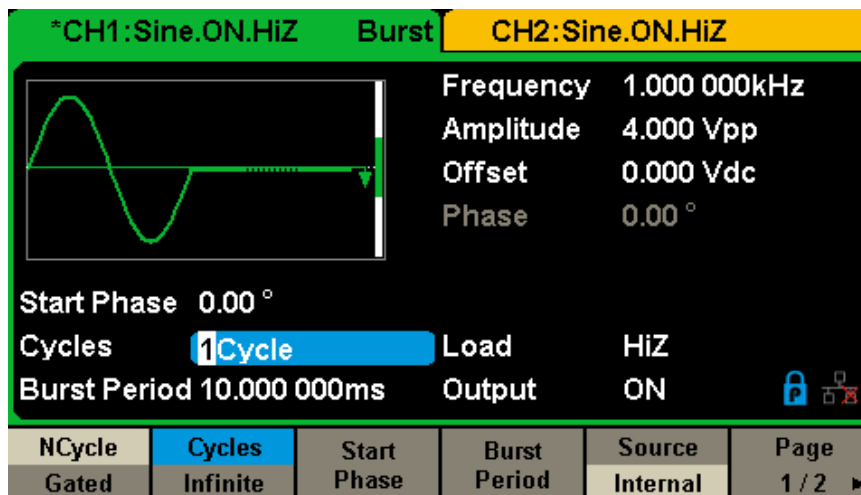 *CH1:Sine.ON.HiZ Burst CH2:Sine.ON.HiZ
Frequency 1.000 000kHz
Amplitude 4.000 Vpp
Offset 0.000 Vdc
Phase 0.00 °
Start Phase 0.00 °
Cycles 1Cycle Load HiZ
Burst Period 10.000 000ms Output ON P
NCycle Cycles Start Burst Source Page
Gated Infinite Phase Period Internal 1 / 2